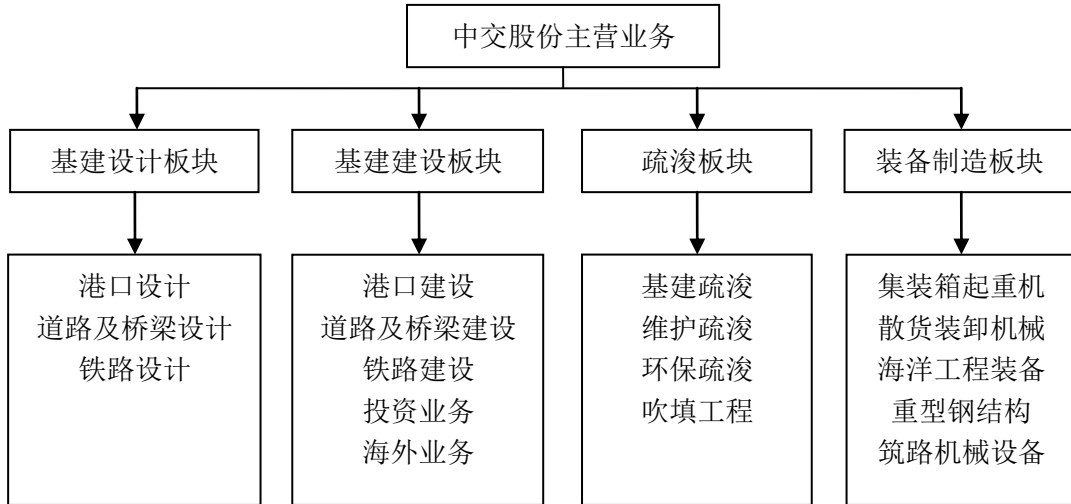 中交股份主营业务
基建设计板块
基建建设板块
疏浚板块
装备制造板块
港口设计
道路及桥梁设计
铁路设计
港口建设
道路及桥梁建设
铁路建设
投资业务
海外业务
基建疏浚
维护疏浚
环保疏浚
吹填工程
集装箱起重机
散货装卸机械
海洋工程装备
重型钢结构
筑路机械设备